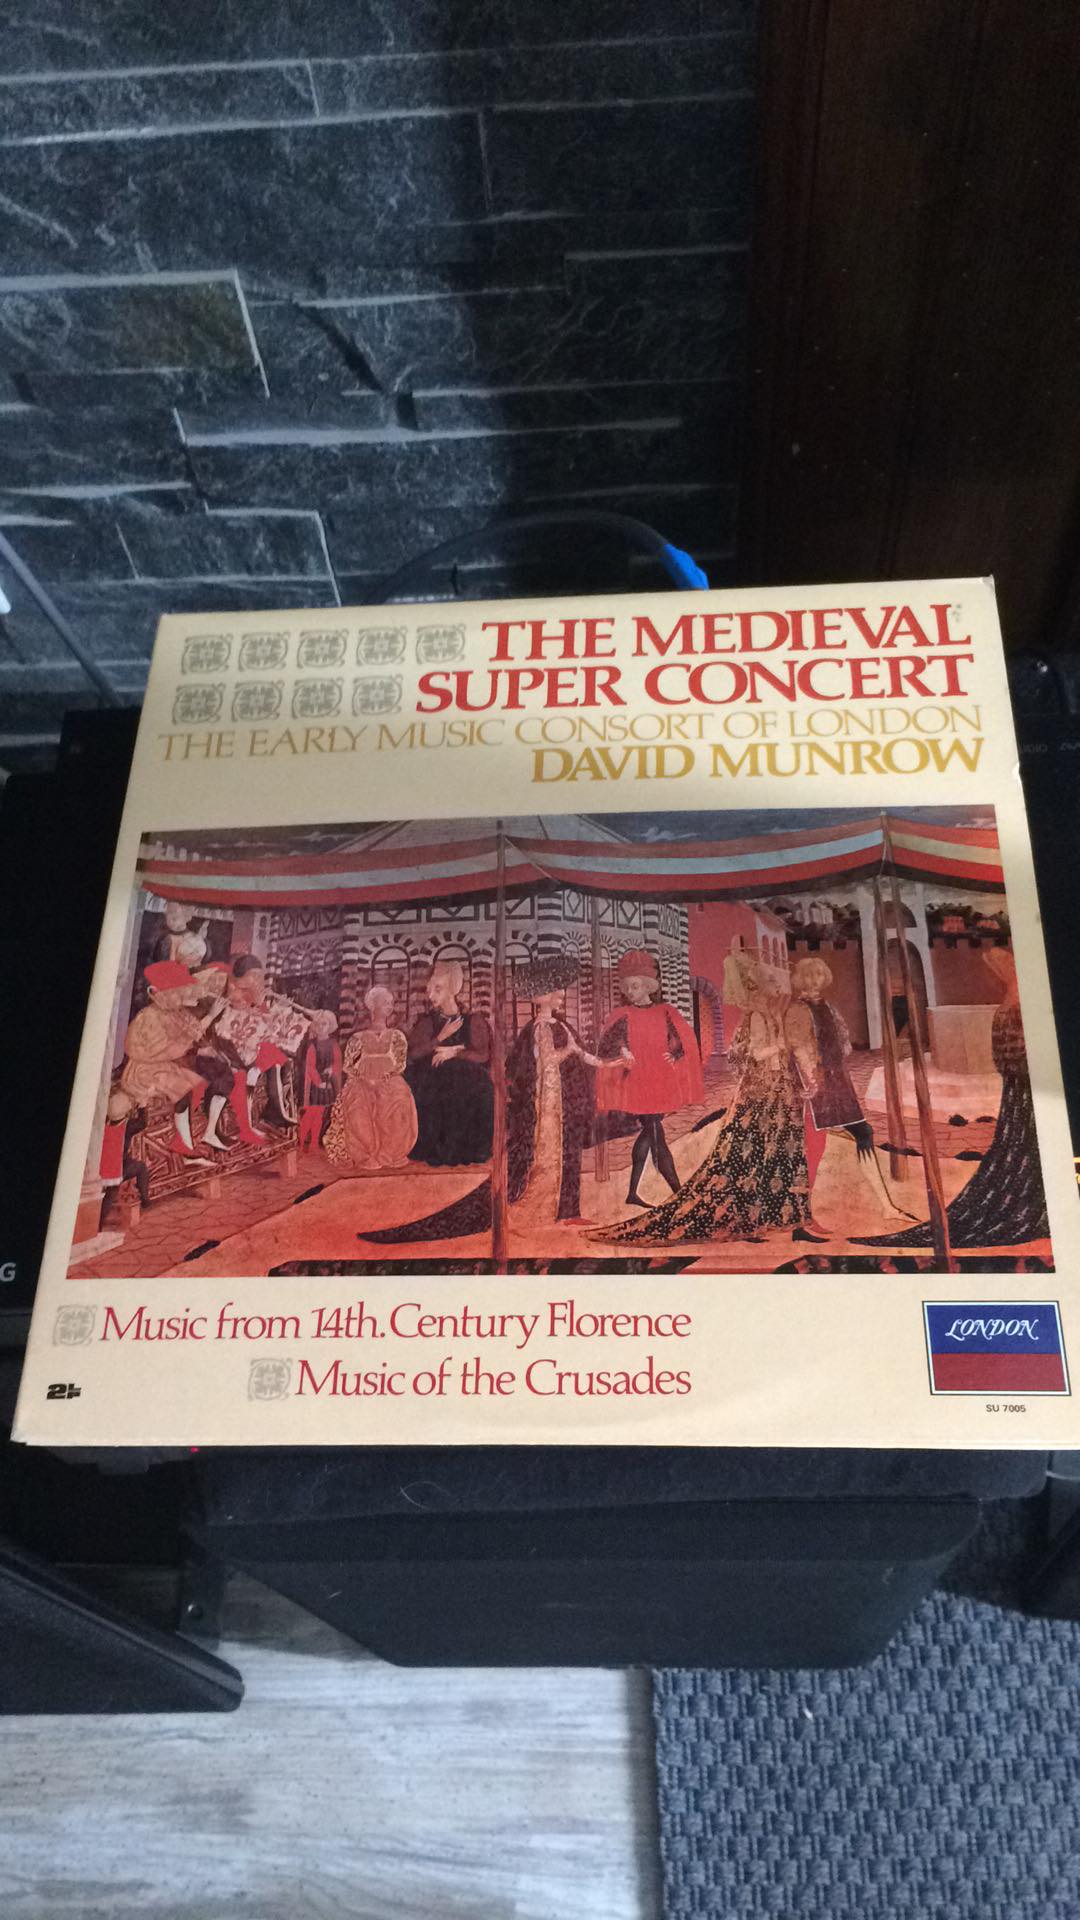 THE MEDIEVAL
SUPER CONCERT
THE EARLY MUSIC CONSORT OF LONDON
DAVID MUNROW
Music from 14th. Century Florence
Music of the Crusades
LONDON
SU 7005
2LP
G